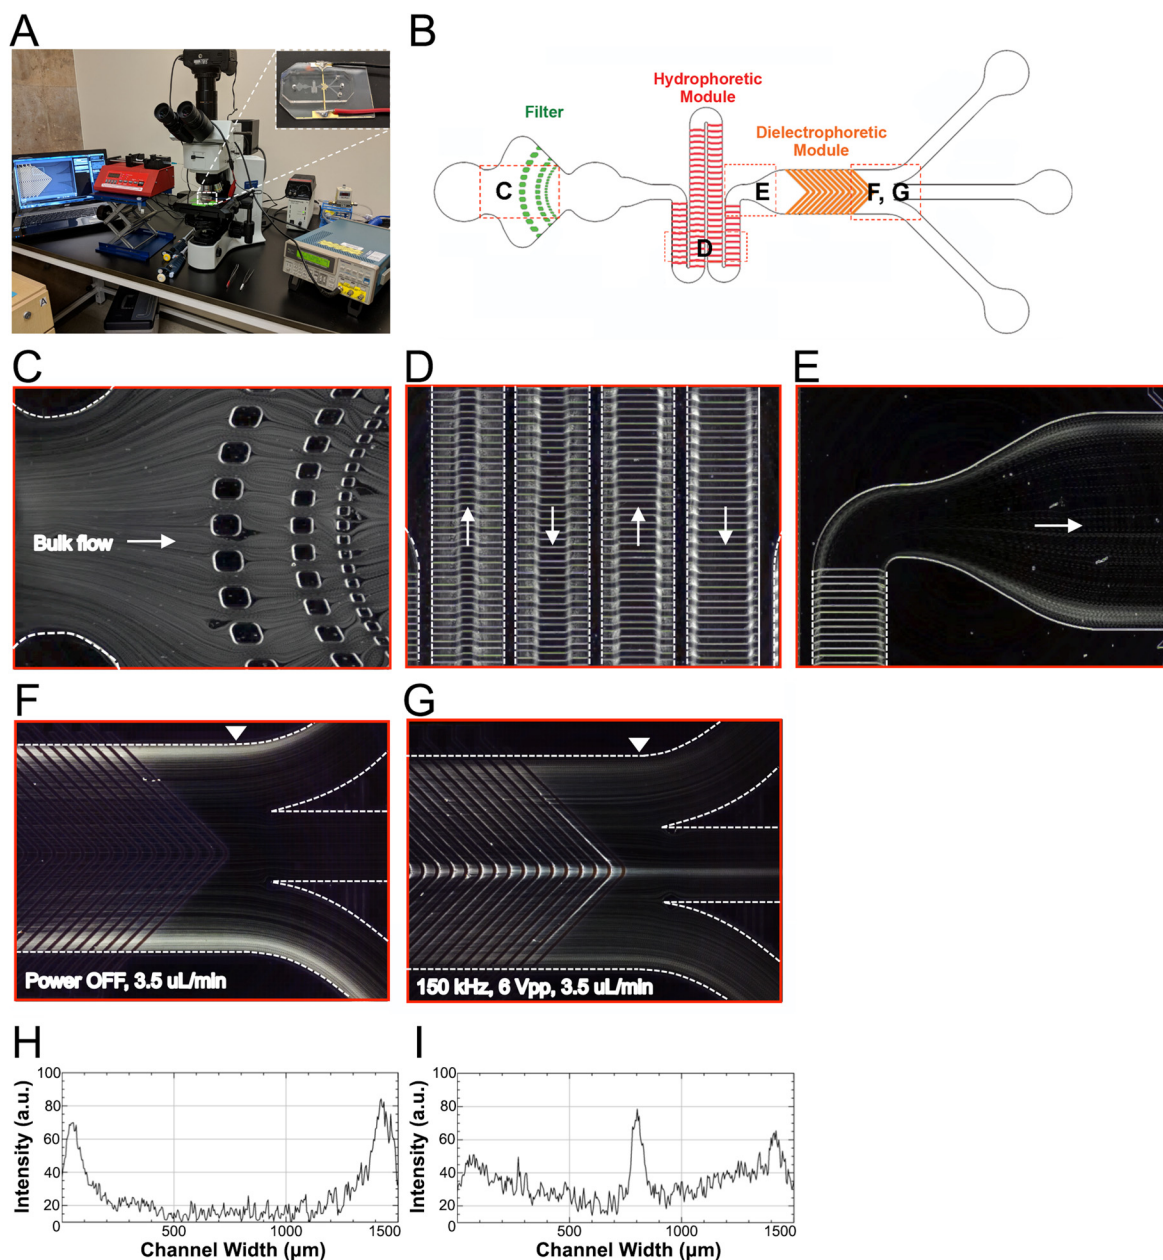 A
B
Hydrophoretic
Module
Filter
Dielectrophoretic
Module
C
E
F, G
D
C
D
E
Bulk flow
F
G
Power OFF, 3.5 uL/min
150 kHz, 6 Vpp, 3.5 uL/min
H
I
Intensity (a.u.)
100
80
60
40
20
0
500
1000
1500
Channel Width (µm)
Intensity (a.u.)
100
80
60
40
20
0
500
1000
1500
Channel Width (µm)